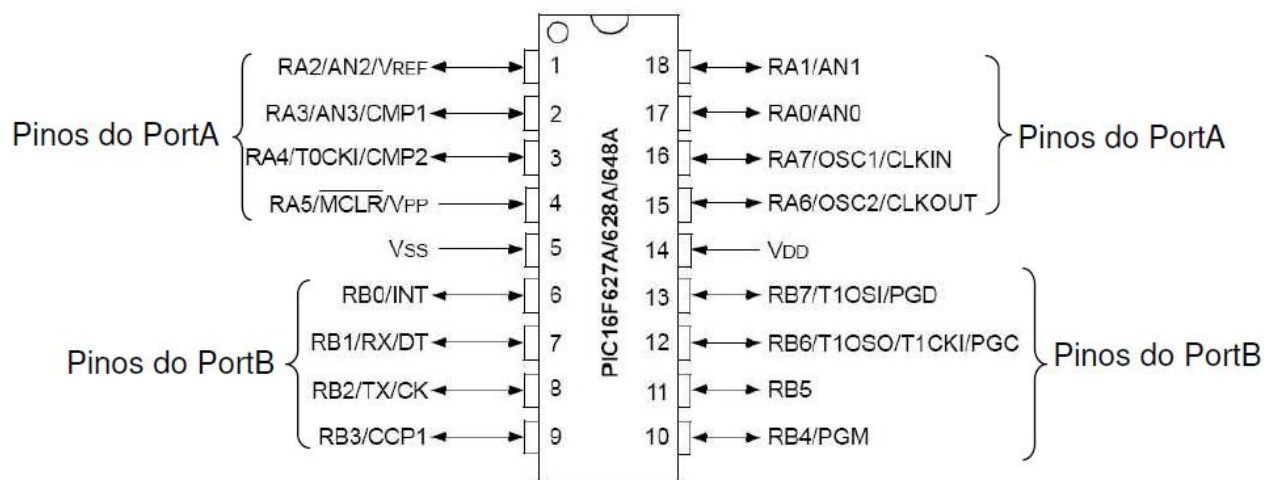 RA2/AN2/VREF
RA3/AN3/CMP1
RA4/T0CKI/CMP2
RA5/MCLR/VPP
VSS
RB0/INT
RB1/RX/DT
RB2/TX/CK
RB3/CCP1
Pinos do PortA
Pinos do PortB
1
2
3
4
5
6
7
8
9
PIC16F627A/628A/648A
18
17
16
15
14
13
12
11
10
RA1/AN1
RA0/AN0
RA7/OSC1/CLKIN
RA6/OSC2/CLKOUT
VDD
RB7/T1OSI/PGD
RB6/T1OSO/T1CKI/PGC
RB5
RB4/PGM
Pinos do PortA
Pinos do PortB